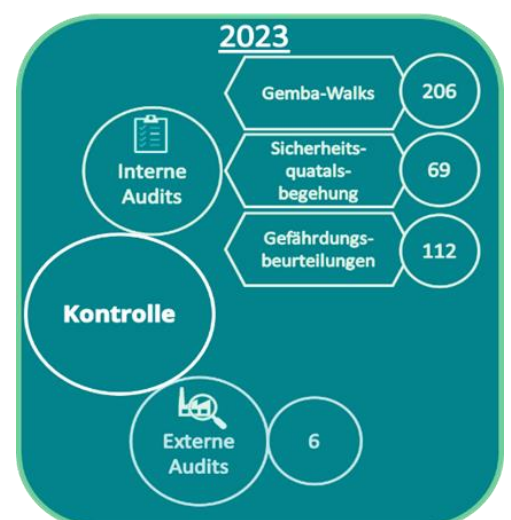 2023
Gemba-Walks
206
Interne
Audits
Sicherheits-
quatals-
begehung
69
Gefährdungs-
beurteilungen
112
Kontrolle
Externe
Audits
6